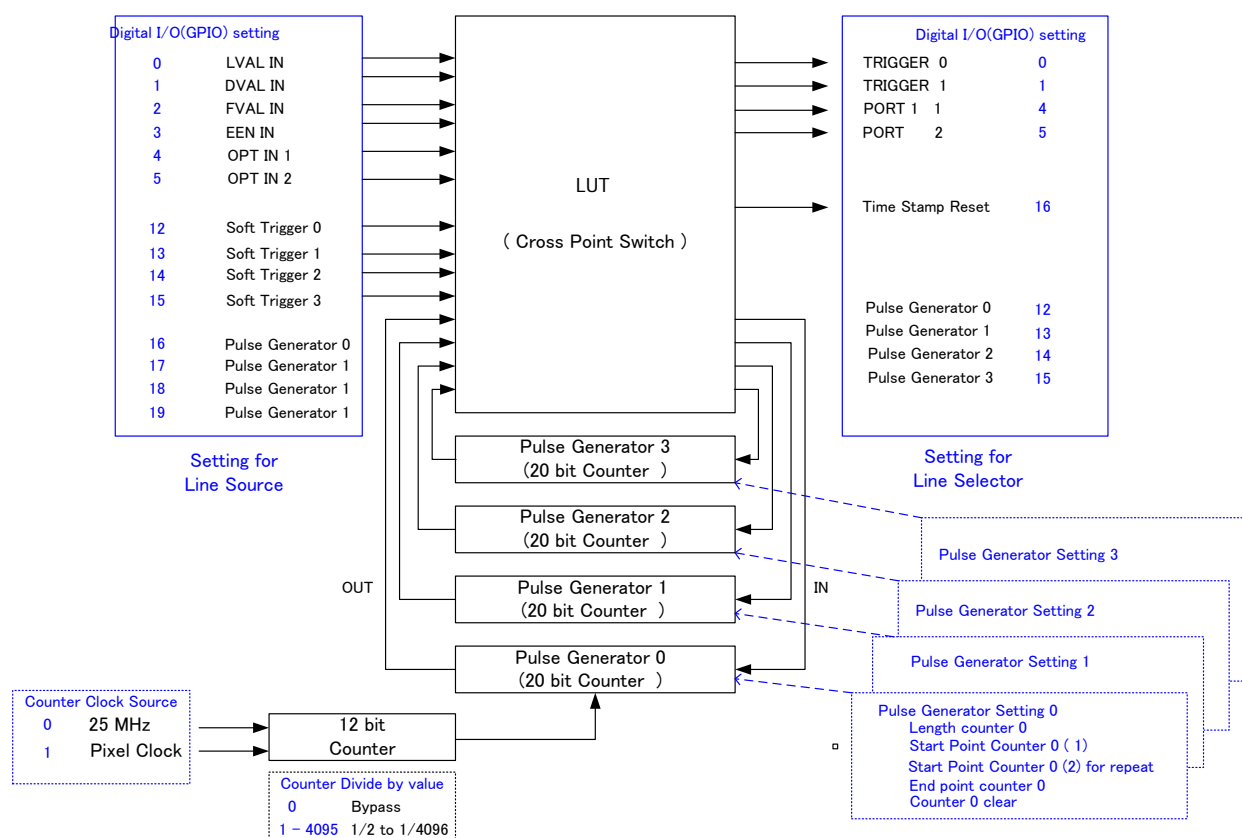 Digital I/O(GPIO) setting
0 LVAL IN
1 DVAL IN
2 FVAL IN
3 EEN IN
4 OPT IN 1
5 OPT IN 2
12 Soft Trigger 0
13 Soft Trigger 1
14 Soft Trigger 2
15 Soft Trigger 3
16 Pulse Generator 0
17 Pulse Generator 1
18 Pulse Generator 1
19 Pulse Generator 1
Setting for
Line Source
LUT
( Cross Point Switch )
Digital I/O(GPIO) setting
TRIGGER 0 0
TRIGGER 1 1
PORT 1 1 4
PORT 2 5
Time Stamp Reset 16
Pulse Generator 0 12
Pulse Generator 1 13
Pulse Generator 2 14
Pulse Generator 3 15
Setting for
Line Selector
Pulse Generator 3
(20 bit Counter )
Pulse Generator 2
(20 bit Counter )
OUT
Pulse Generator 1
(20 bit Counter )
IN
Pulse Generator 0
(20 bit Counter )
Pulse Generator Setting 3
Pulse Generator Setting 2
Pulse Generator Setting 1
Pulse Generator Setting 0
Length counter 0
Start Point Counter 0 ( 1)
Start Point Counter 0 (2) for repeat
End point counter 0
Counter 0 clear
Counter Clock Source
0 25 MHz
1 Pixel Clock
12 bit
Counter
Counter Divide by value
0 Bypass
1 - 4095 1/2 to 1/4096